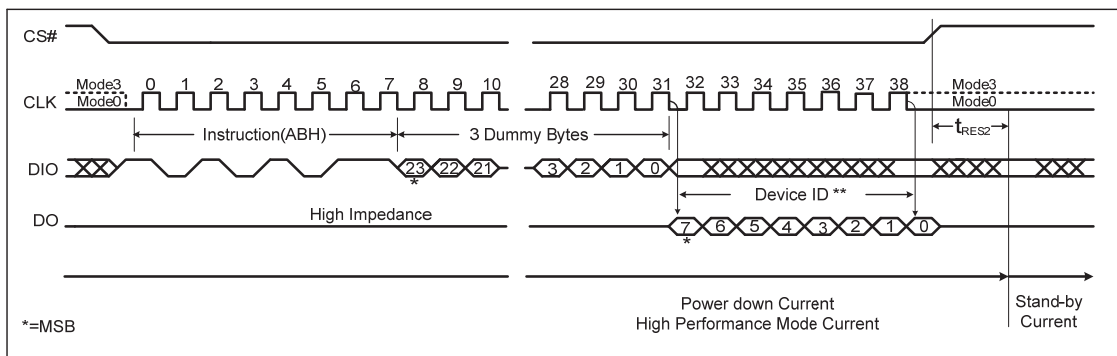 CS#
Mode3 0 1 2 3 4 5 6 7 8 9 10 28 29 30 31 32 33 34 35 36 37 38 Mode3
CLK Mode0 Mode0
Instruction(ABH) 3 Dummy Bytes tRES2
DIO 23 22 21 3 2 1 0
* Device ID **
High Impedance
DO 7 6 5 4 3 2 1 0
*
Power down Current Stand-by
*=MSB High Performance Mode Current Current